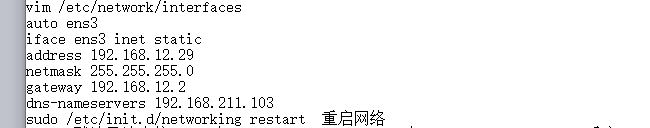 vim /etc/network/interfaces
auto ens3
iface ens3 inet static
address 192.168.12.29
netmask 255.255.255.0
gateway 192.168.12.2
dns-nameservers 192.168.211.103
sudo /etc/init.d/networking restart 重启网络